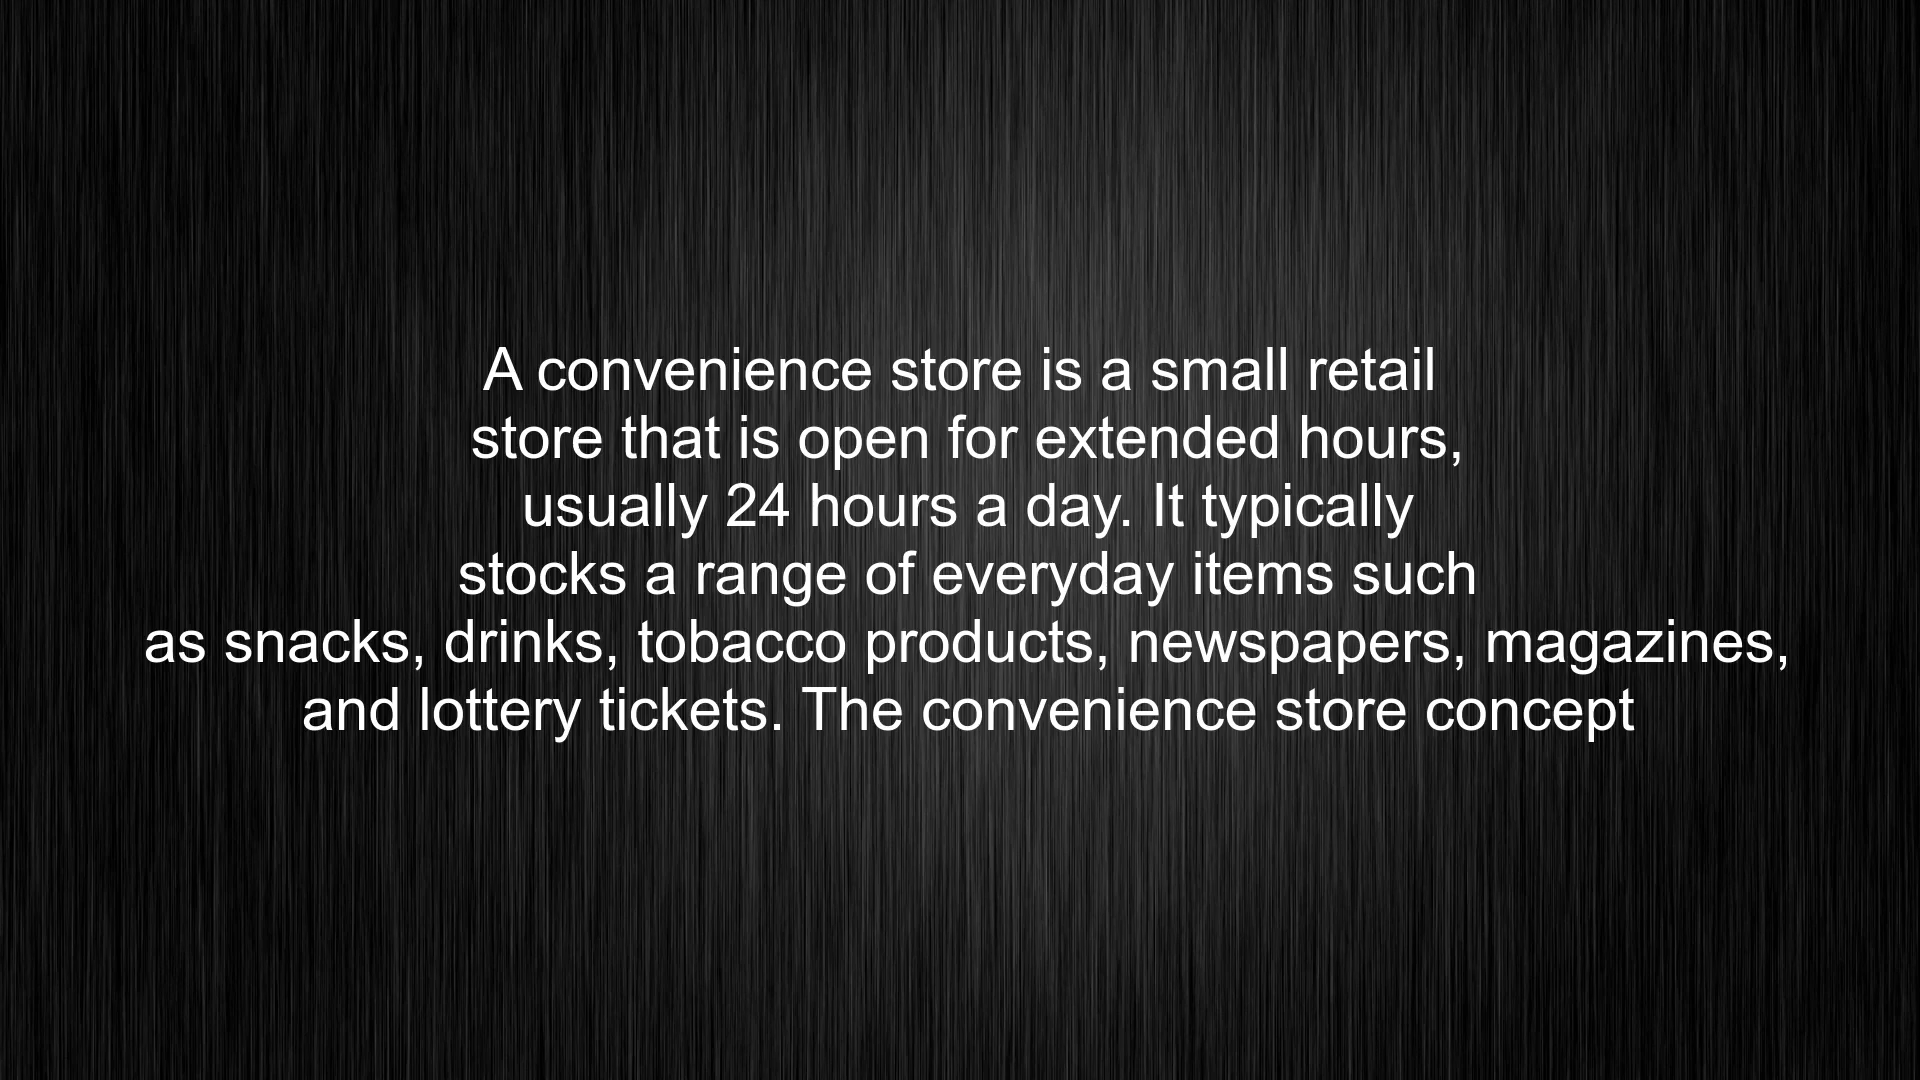 A convenience store is a small retail
store that is open for extended hours,
usually 24 hours a day. It typically
stocks a range of everyday items such
as snacks, drinks, tobacco products, newspapers, magazines,
and lottery tickets. The convenience store concept